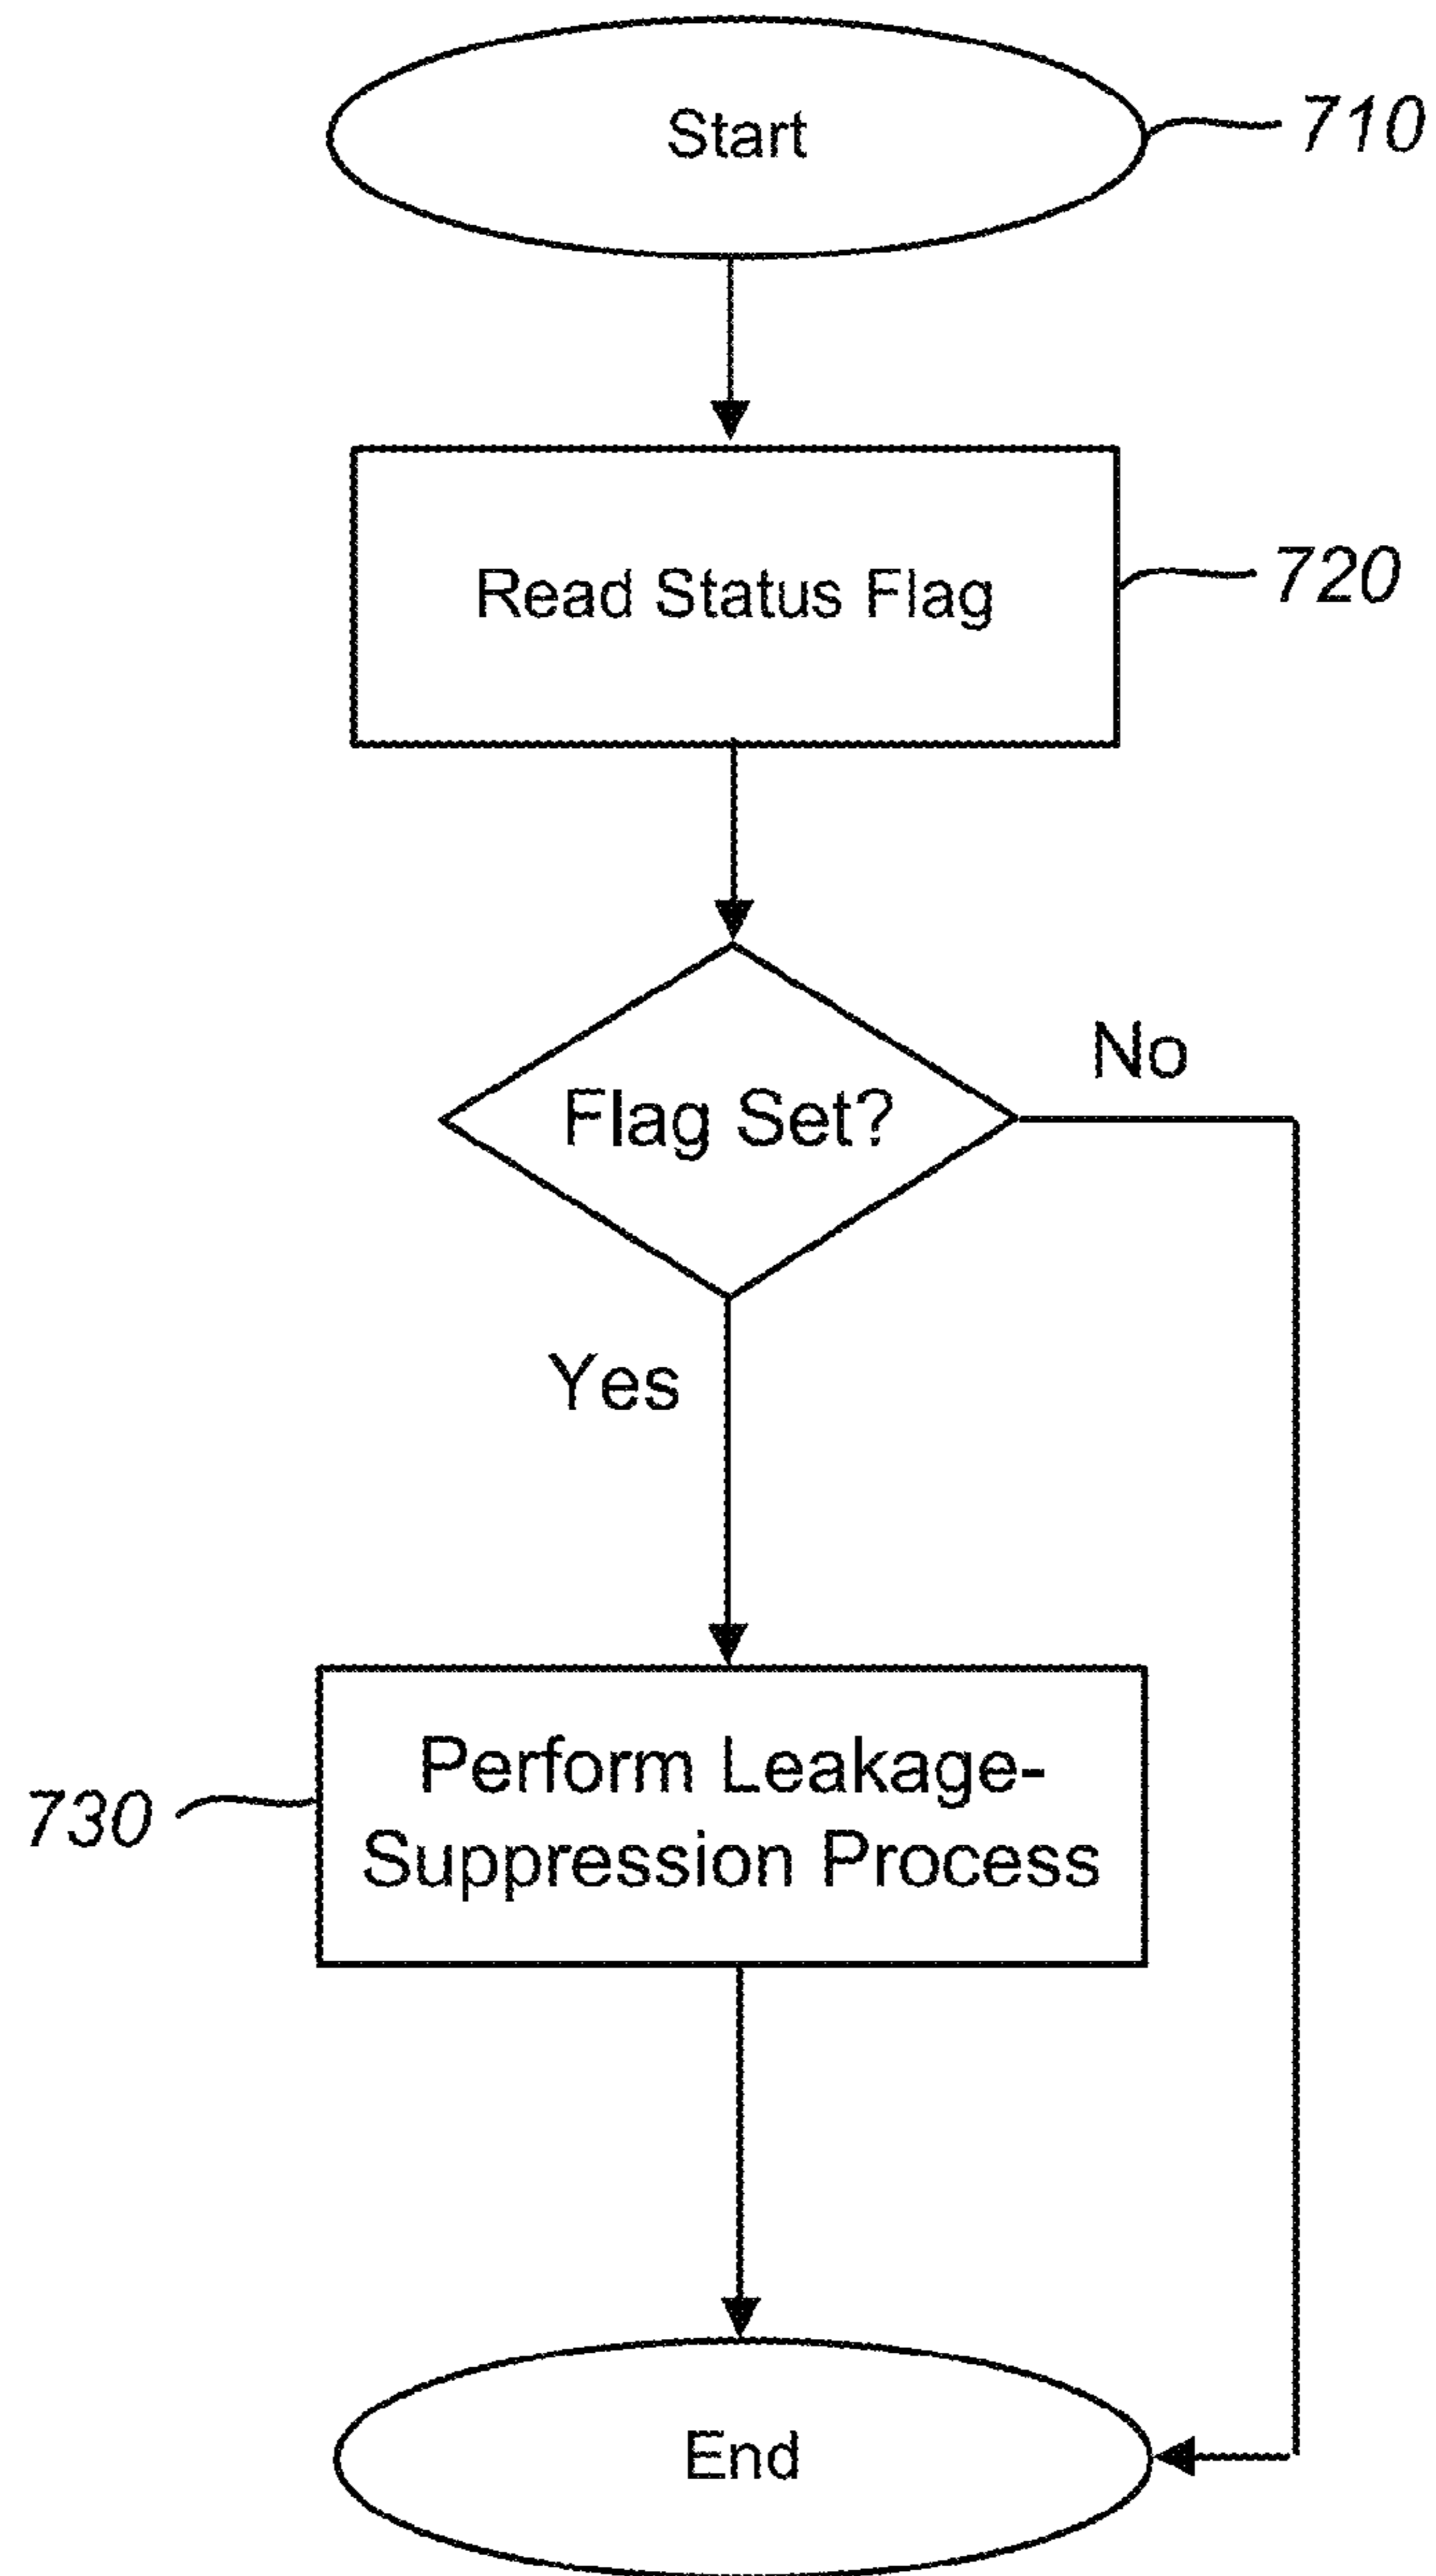 Start
710
Read Status Flag
720
Flag Set?
No
Yes
Perform Leakage-
Suppression Process
730
End